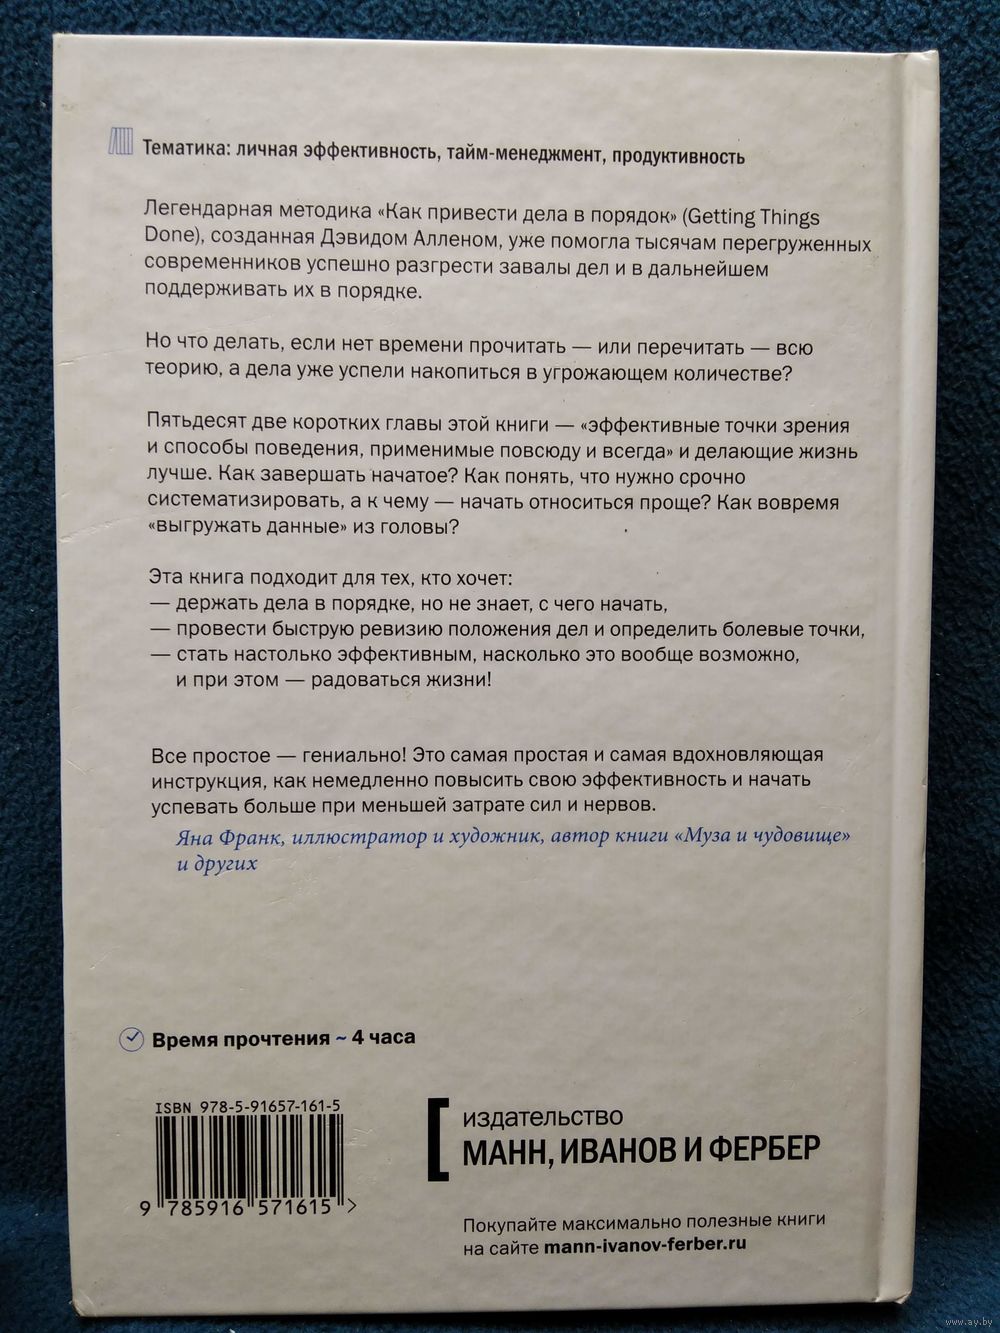 Тематика: личная эффективность, тайм-менеджмент, продуктивность
Легендарная методика «Как привести дела в порядок» (Getting Things
Done), созданная Дэвидом Алленом, уже помогла тысячам перегруженных
современников успешно разгрести завалы дел и в дальнейшем
поддерживать их в порядке.
Но что делать, если нет времени прочитать — или перечитать — всю
теорию, а дела уже успели накопиться в угрожающем количестве?
Пятьдесят две коротких главы этой книги — «эффективные точки зрения
и способы поведения, применимые повсюду и всегда» и делающие жизнь
лучше. Как завершать начатое? Как понять, что нужно срочно
систематизировать, а к чему — начать относиться проще? Как вовремя
«выгружать данные» из головы?
Эта книга подходит для тех, кто хочет:
— держать дела в порядке, но не знает, с чего начать,
— провести быструю ревизию положения дел и определить болевые точки,
— стать настолько эффективным, насколько это вообще возможно,
и при этом — радоваться жизни!
Все простое — гениально! Это самая простая и самая вдохновляющая
инструкция, как немедленно повысить свою эффективность и начать
успевать больше при меньшей затрате сил и нервов.
Яна Франк, иллюстратор и художник, автор книги «Муза и чудовище»
и других
Время прочтения ~ 4 часа
ISBN 978-5-91657-161-5
9 785916 571615 >
издательство
МАНН, ИВАНОВ И ФЕРБЕР
Покупайте максимально полезные книги
на сайте mann-ivanov-ferber.ru
www.ay.by